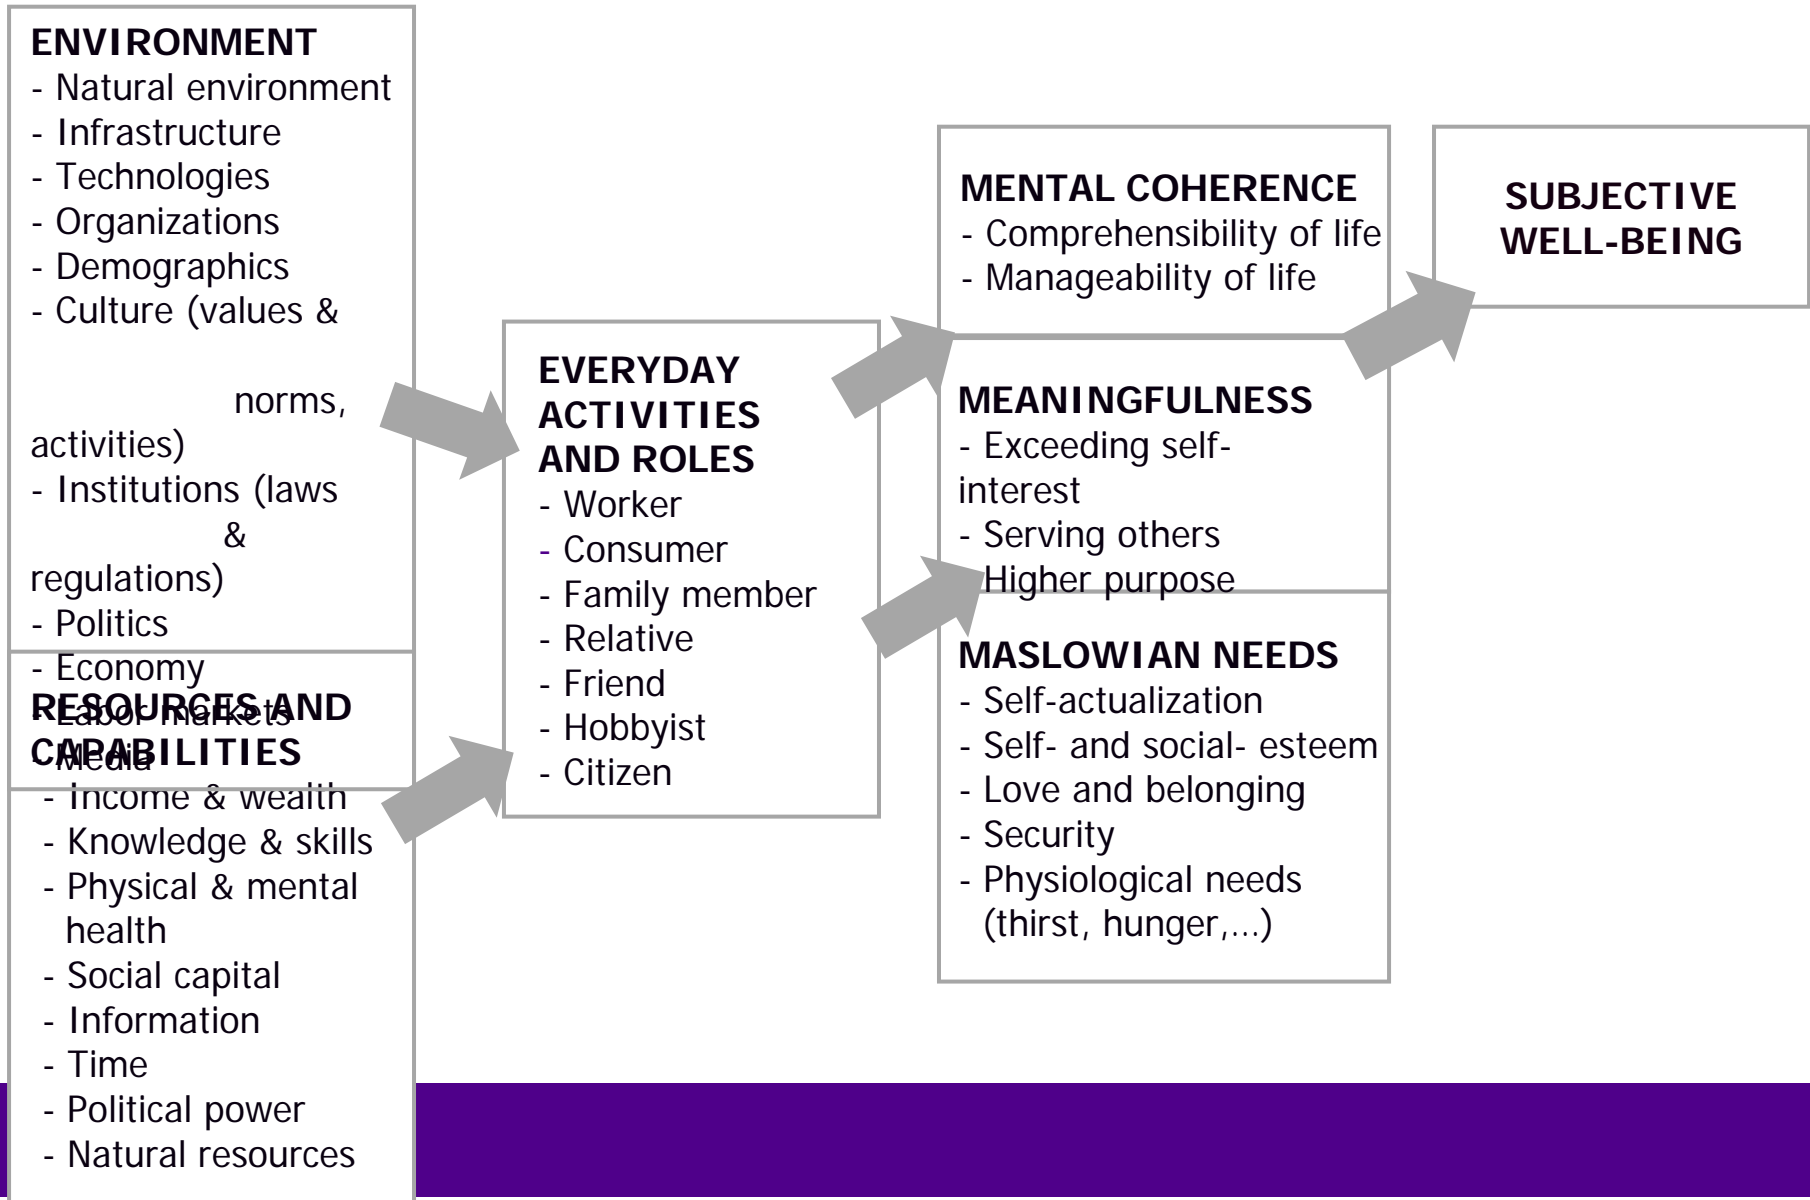 ENVIRONMENT
- Natural environment
- Infrastructure
- Technologies
- Organizations
- Demographics
- Culture (values &
norms,
activities)
- Institutions (laws
&
regulations)
- Politics
- Economy
- Labor markets
- Media
RESOURCES AND
CAPABILITIES
- Income & wealth
- Knowledge & skills
- Physical & mental
health
- Social capital
- Information
- Time
- Political power
- Natural resources
EVERYDAY
ACTIVITIES
AND ROLES
- Worker
- Consumer
- Family member
- Relative
- Friend
- Hobbyist
- Citizen
MENTAL COHERENCE
- Comprehensibility of life
- Manageability of life
MEANINGFULNESS
- Exceeding self-
interest
- Serving others
Higher purpose
MASLOWIAN NEEDS
- Self-actualization
- Self- and social- esteem
- Love and belonging
- Security
- Physiological needs
(thirst, hunger,...)
SUBJECTIVE
WELL-BEING